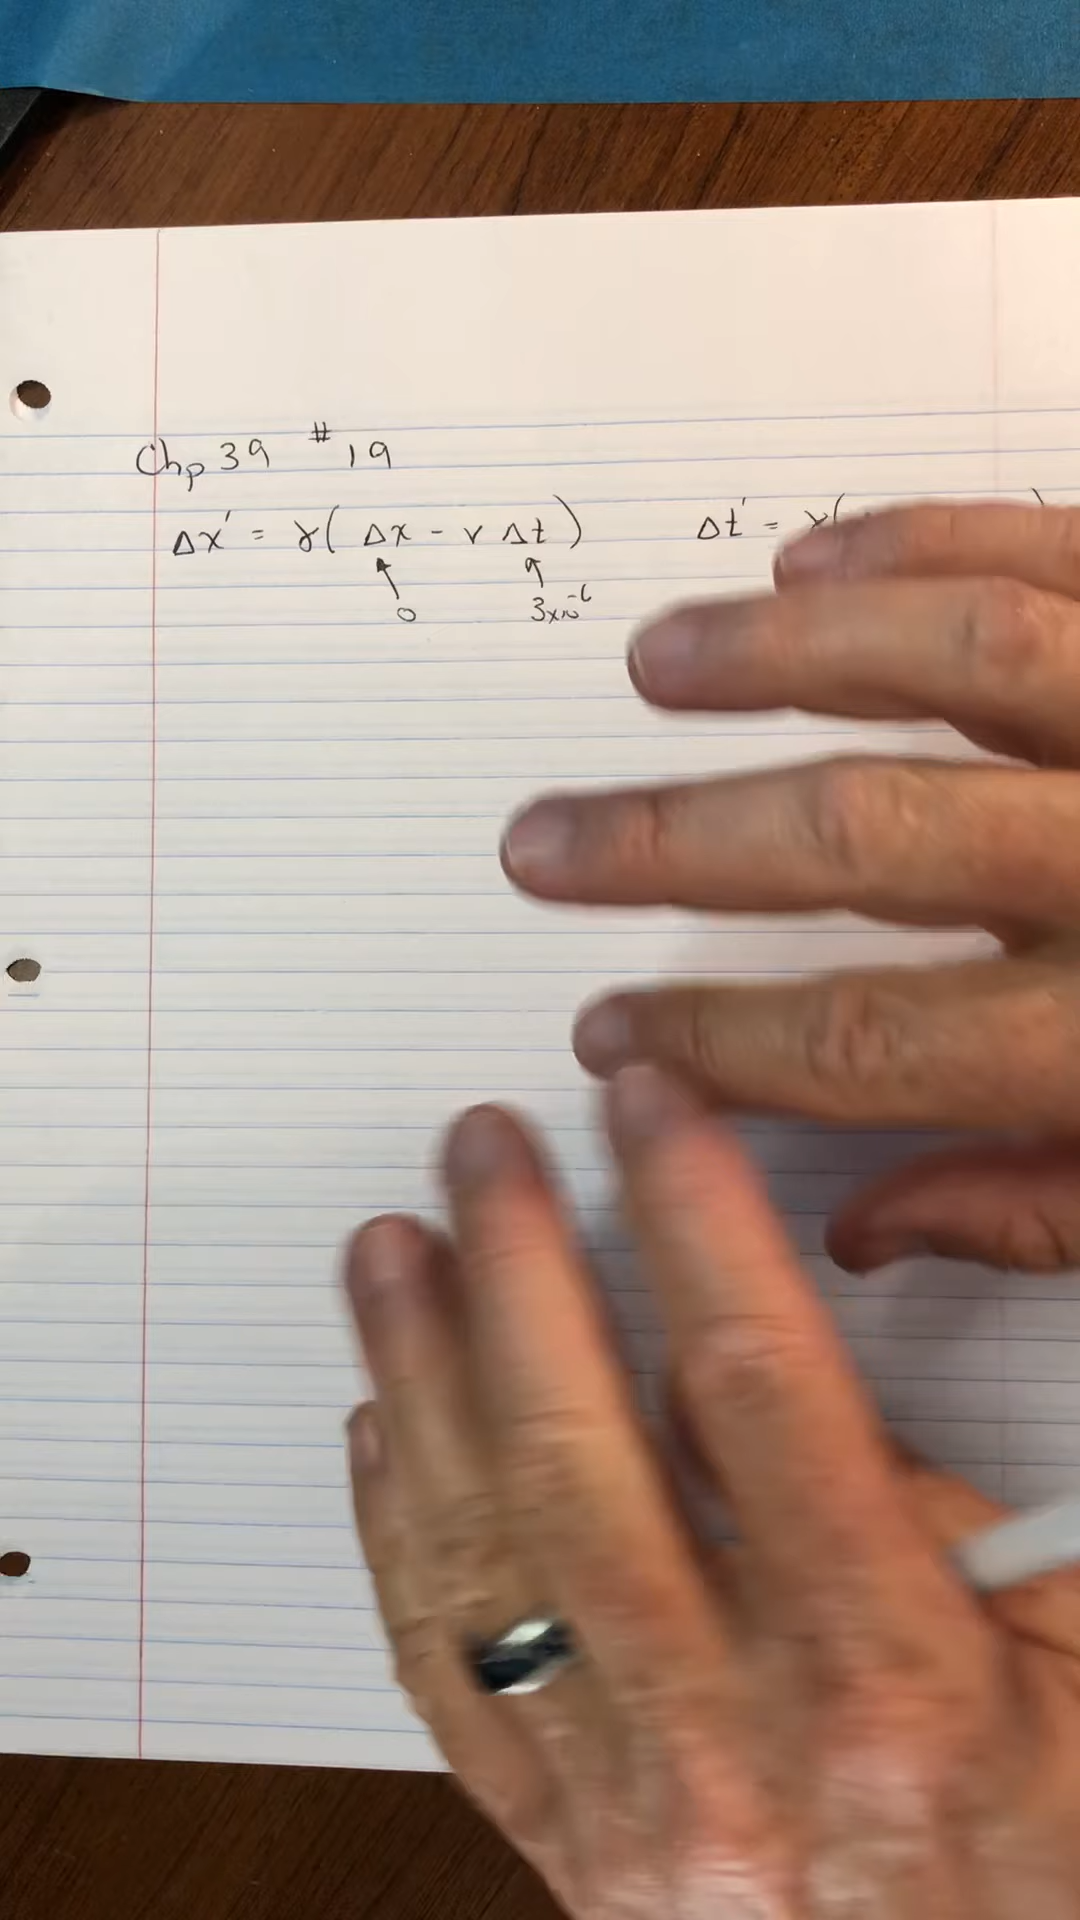 Chp 39 # 19
Δx' = γ( Δx - v Δt ) Δt' = γ(
0 3x10⁻⁶